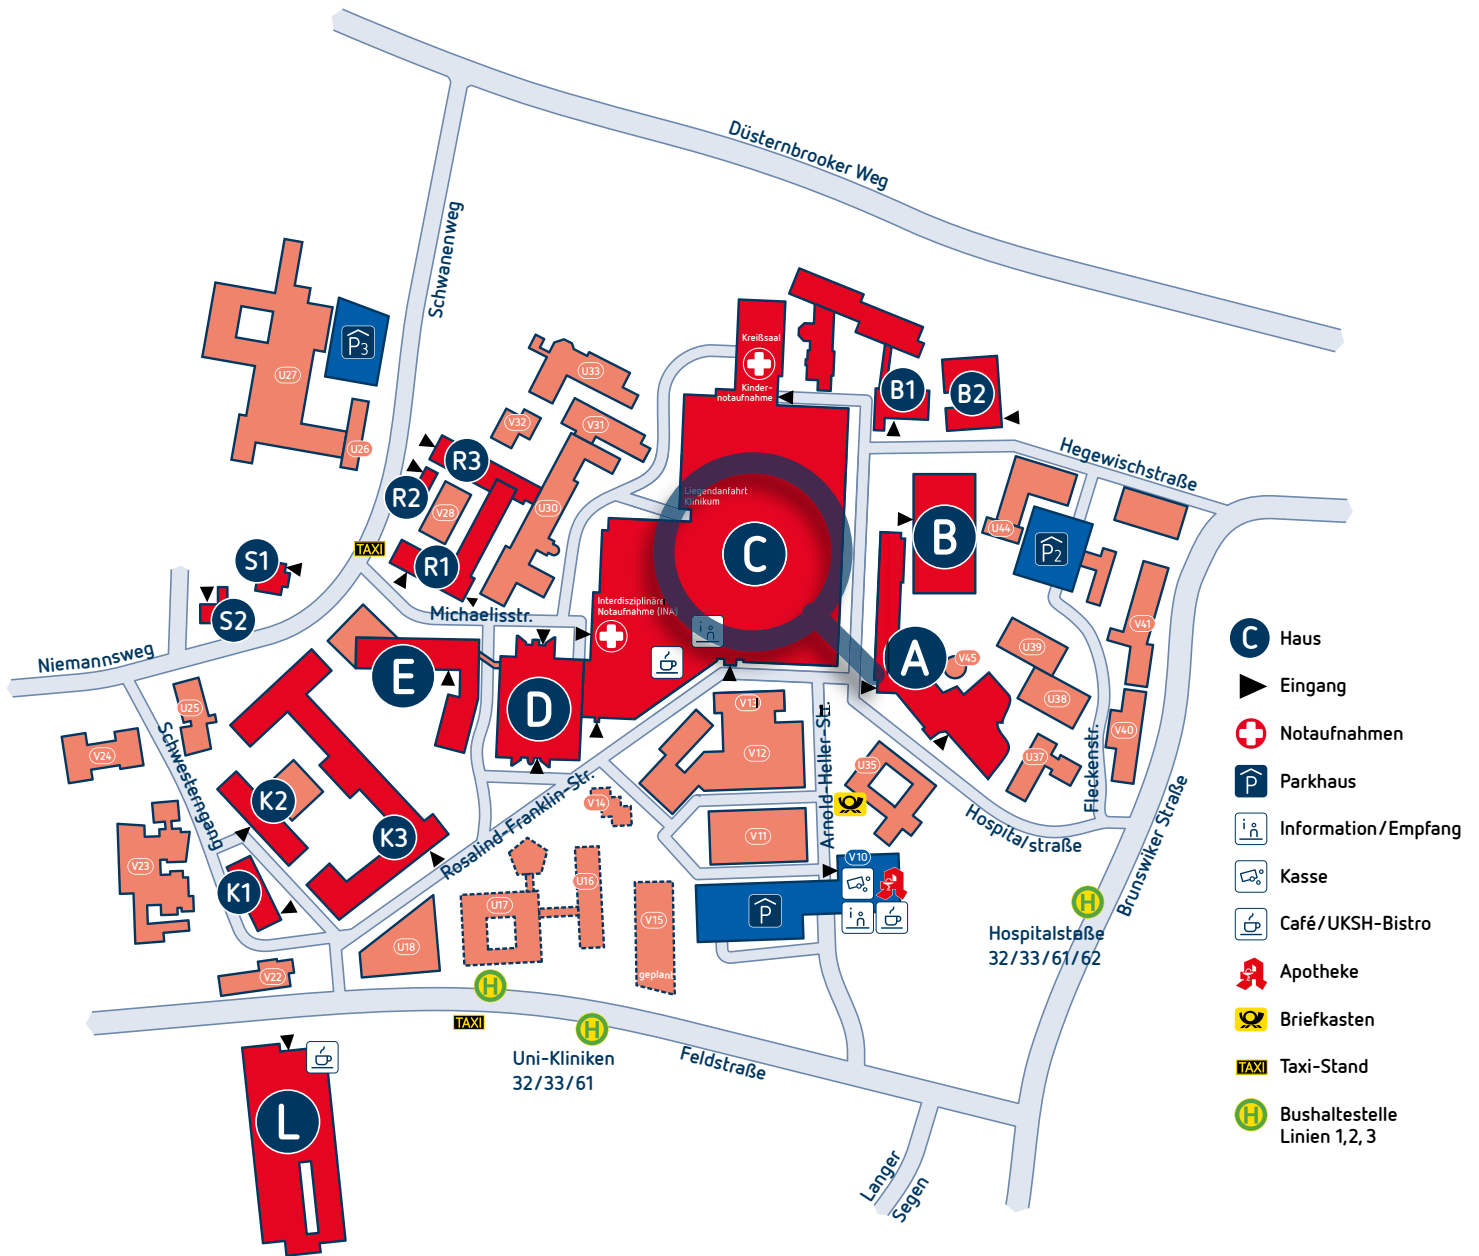 Düsternbrooker Weg
Schwanenweg
Kreißsaal
Kinder-
notaufnahme
P3
U27
U26
U33
V32
V31
B1
B2
Hegewischstraße
R3
R2
V28
U30
R1
Liegendanfahrt
Klinikum
C
B
U44
P2
TAXI
S1
S2
Michaelisstr.
Interdisziplinäre
Notaufnahme (INA)
i
V41
U39
V45
A
U38
Niemannsweg
E
D
U25
V24
Schwesterngang
V13
V12
Arnold-Heller-Str.
U35
U37
V40
Fleckenstr.
K2
K3
K1
V23
V14
V11
Rosalind-Franklin-Str.
Hospitalstraße
Brunswiker Straße
V10
P
i
U17
U16
V15
geplant
U18
V22
H
TAXI
H
Uni-Kliniken
32/33/61
Feldstraße
H
Hospitalstaße
32/33/61/62
L
Langer
Segen
C Haus
Eingang
Notaufnahmen
P Parkhaus
i Information/Empfang
Kasse
Café/UKSH-Bistro
Apotheke
Briefkasten
TAXI Taxi-Stand
H Bushaltestelle
Linien 1,2, 3